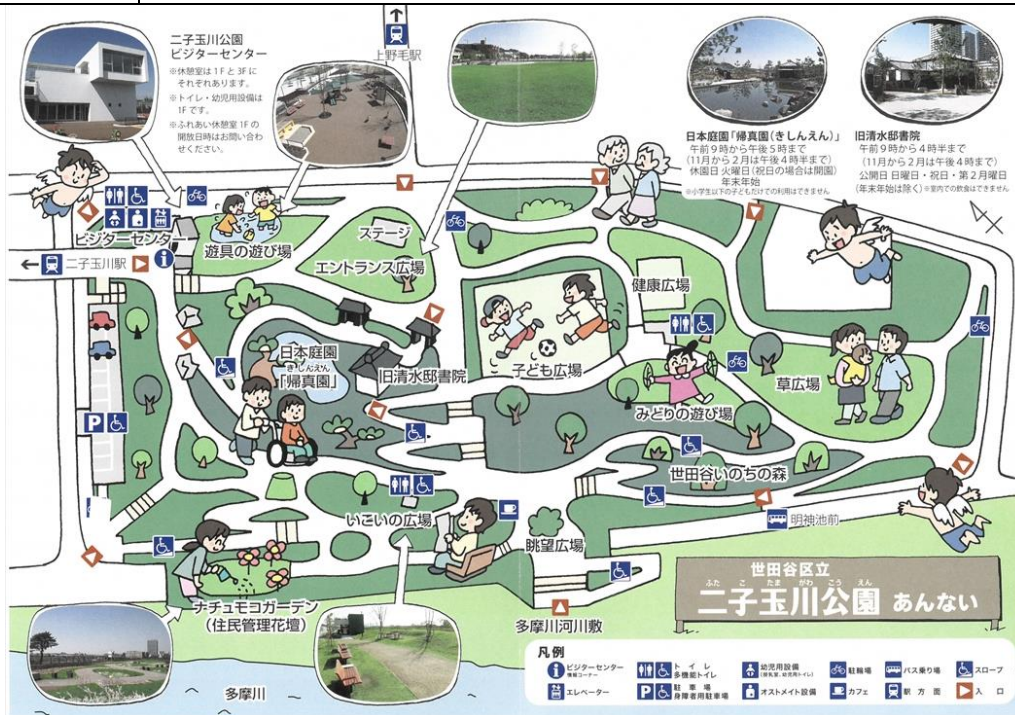 二子玉川公園
ビジターセンター
※休憩室は1Fと3Fに
それぞれあります。
※トイレ・幼児用設備は
1Fです。
※ふれあい休憩室1Fの
開放日時はお問い合わ
せください。
上野毛駅
日本庭園「帰真園(きしんえん)」
午前9時から午後5時まで
(11月から2月は午後4時半まで)
休園日 火曜日(祝日の場合は開園)
年末年始
※小学生以下の子どもだけでの利用はできません
旧清水邸書院
午前9時から4時半まで
(11月から2月は午後4時まで)
公開日 日曜日・祝日・第2月曜日
(年末年始は除く)※室内での飲食はできません
ビジターセンター
二子玉川駅
遊具の遊び場
ステージ
エントランス広場
健康広場
日本庭園
きしんえん
「帰真園」
旧清水邸書院
子ども広場
みどりの遊び場
草広場
P
世田谷いのちの森
明神池前
いこいの広場
眺望広場
ナチュモコガーデン
(住民管理花壇)
多摩川河川敷
多摩川
世田谷区立
ふたこたまがわこうえん
二子玉川公園 あんない
凡例
ビジターセンター
情報コーナー
トイレ
多機能トイレ
幼児用設備
(授乳室、幼児用トイレ)
駐輪場
バス乗り場
スロープ
エレベーター
P
駐車場
身障者用駐車場
オストメイト設備
カフェ
駅方面
入口